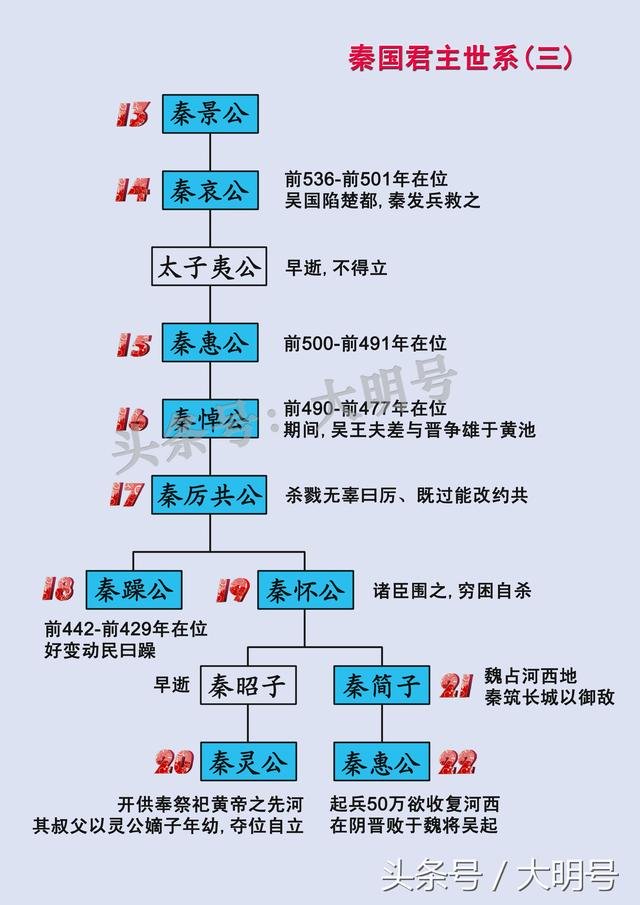 秦国君主世系(三)
13 秦景公
14 秦哀公
前536-前501年在位
吴国陷楚都,秦发兵救之
太子夷公
早逝,不得立
15 秦惠公
前500-前491年在位
16 秦悼公
前490-前477年在位
期间,吴王夫差与晋争雄于黄池
头条号：大明号
17 秦厉共公
杀戮无辜曰厉、既过能改约共
18 秦躁公
19 秦怀公
诸臣围之,穷困自杀
前442-前429年在位
好变动民曰躁
早逝
秦昭子
秦简子
21
魏占河西地
秦筑长城以御敌
20 秦灵公
秦惠公 22
开供奉祭祀黄帝之先河
其叔父以灵公嫡子年幼,夺位自立
起兵50万欲收复河西
在阴晋败于魏将吴起
头条号 / 大明号